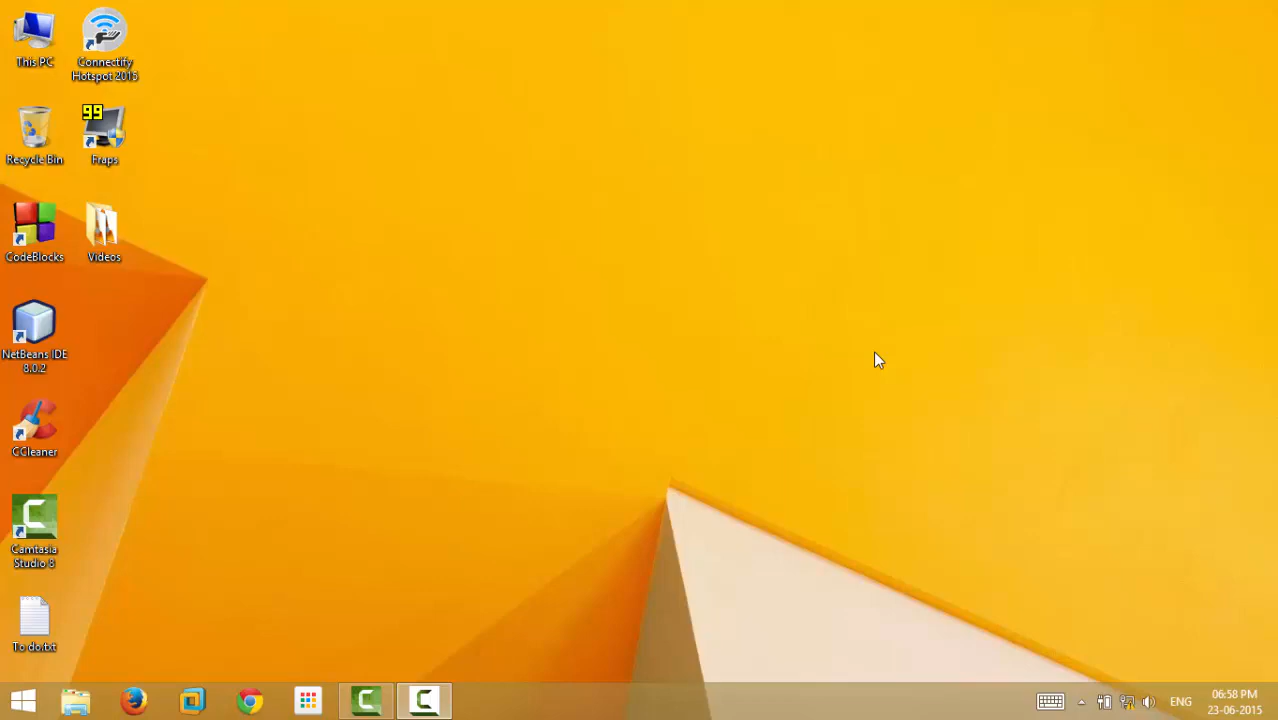 This PC
Connectify
Hotspot 2015
99
Recycle Bin
Fraps
CodeBlocks
Videos
NetBeans IDE
8.0.2
CCleaner
Camtasia
Studio 8
To do.txt
ENG
06:58 PM
23-06-2015